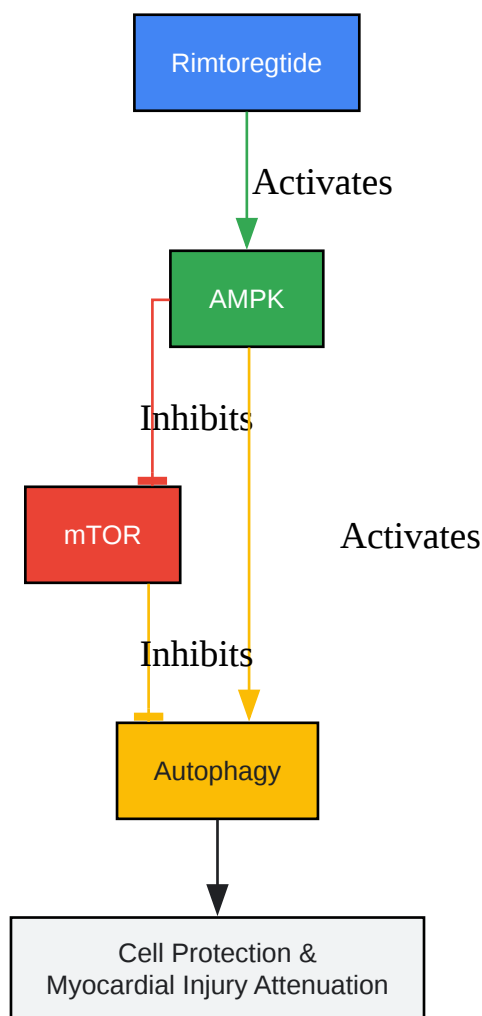 Rimtoregtide
Activates
AMPK
Inhibits
mTOR
Activates
Inhibits
Autophagy
Cell Protection &
Myocardial Injury Attenuation